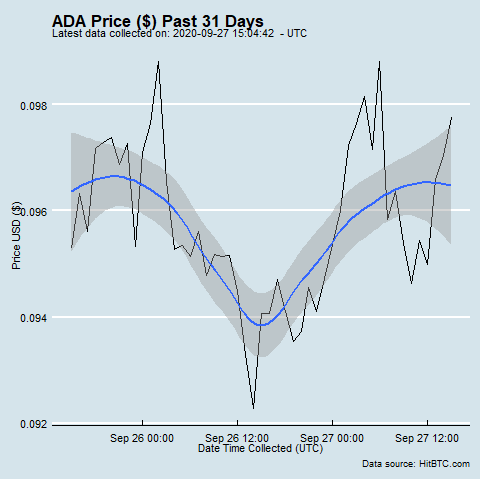 ADA Price ($) Past 31 Days
Latest data collected on: 2020-09-27 15:04:42 - UTC
0.098
0.096
0.094
0.092
Price USD ($)
Sep 26 00:00 Sep 26 12:00 Sep 27 00:00 Sep 27 12:00
Date Time Collected (UTC)
Data source: HitBTC.com